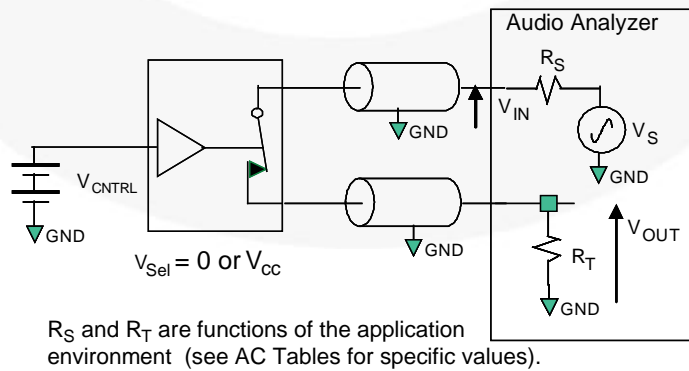 Audio Analyzer
R_S
V_IN
GND
V_S
GND
V_CNTRL
GND
GND
V_OUT
R_T
GND
V_Sel = 0 or V_cc
R_S and R_T are functions of the application
environment (see AC Tables for specific values).